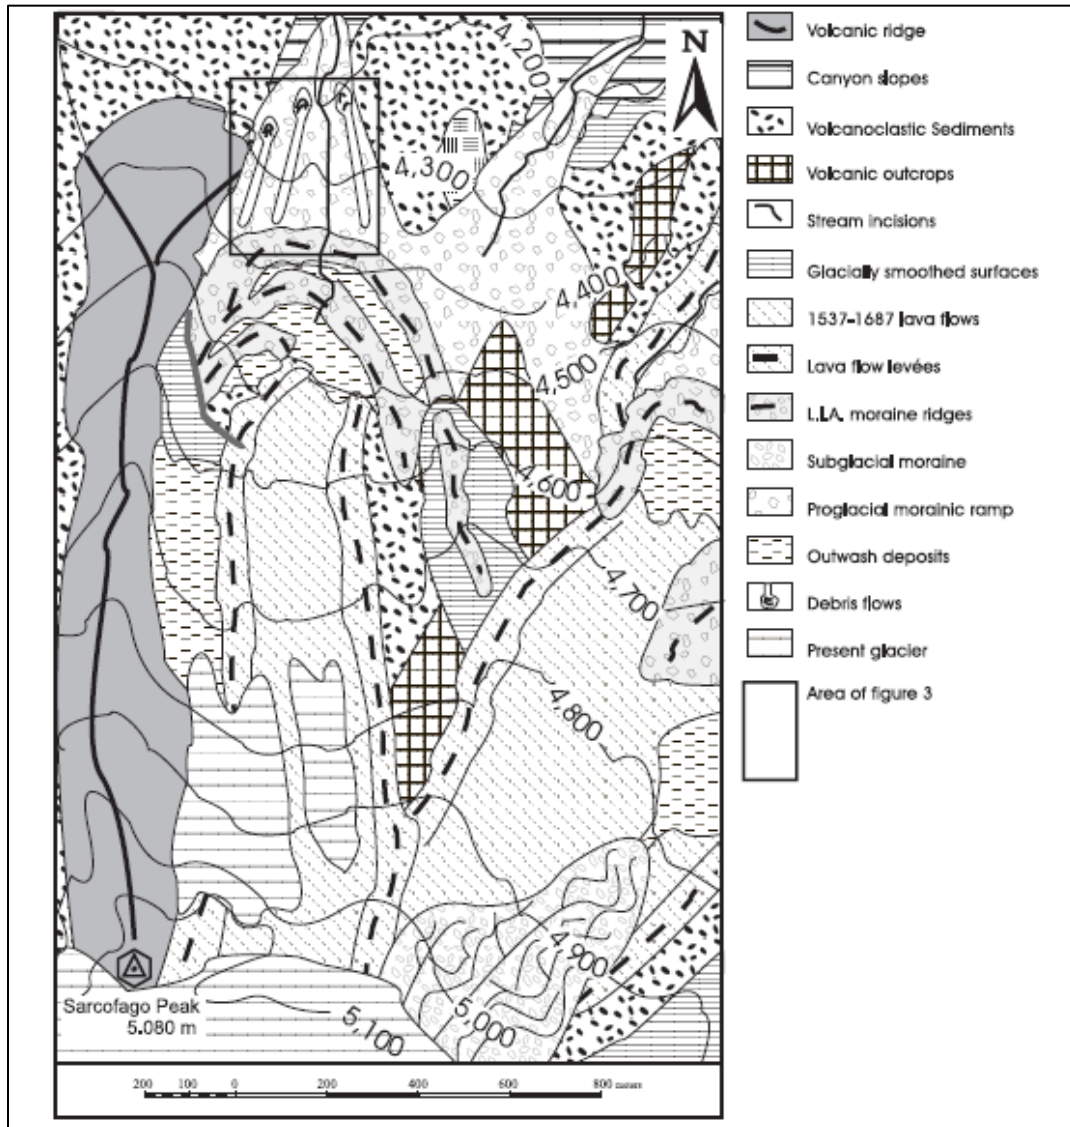 4,200
N
4,300
4,400
4,500
4,600
4,700
4,800
4,900
5,000
5,100
Sarcofago Peak
5.080 m
200 100 0 200 400 600 800 meters
Volcanic ridge
Canyon slopes
Volcanoclastic Sediments
Volcanic outcrops
Stream incisions
Glacially smoothed surfaces
1537-1687 lava flows
Lava flow levées
L.I.A. moraine ridges
Subglacial moraine
Proglacial morainic ramp
Outwash deposits
Debris flows
Present glacier
Area of figure 3